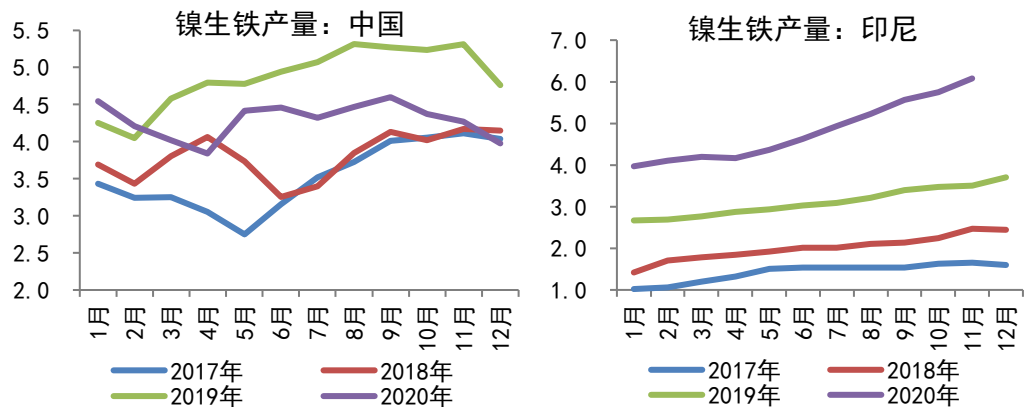 镍生铁产量：中国
5.5
5.0
4.5
4.0
3.5
3.0
2.5
2.0
1月
2月
3月
4月
5月
6月
7月
8月
9月
10月
11月
12月
2017年
2018年
2019年
2020年
镍生铁产量：印尼
7.0
6.0
5.0
4.0
3.0
2.0
1.0
1月
2月
3月
4月
5月
6月
7月
8月
9月
10月
11月
12月
2017年
2018年
2019年
2020年